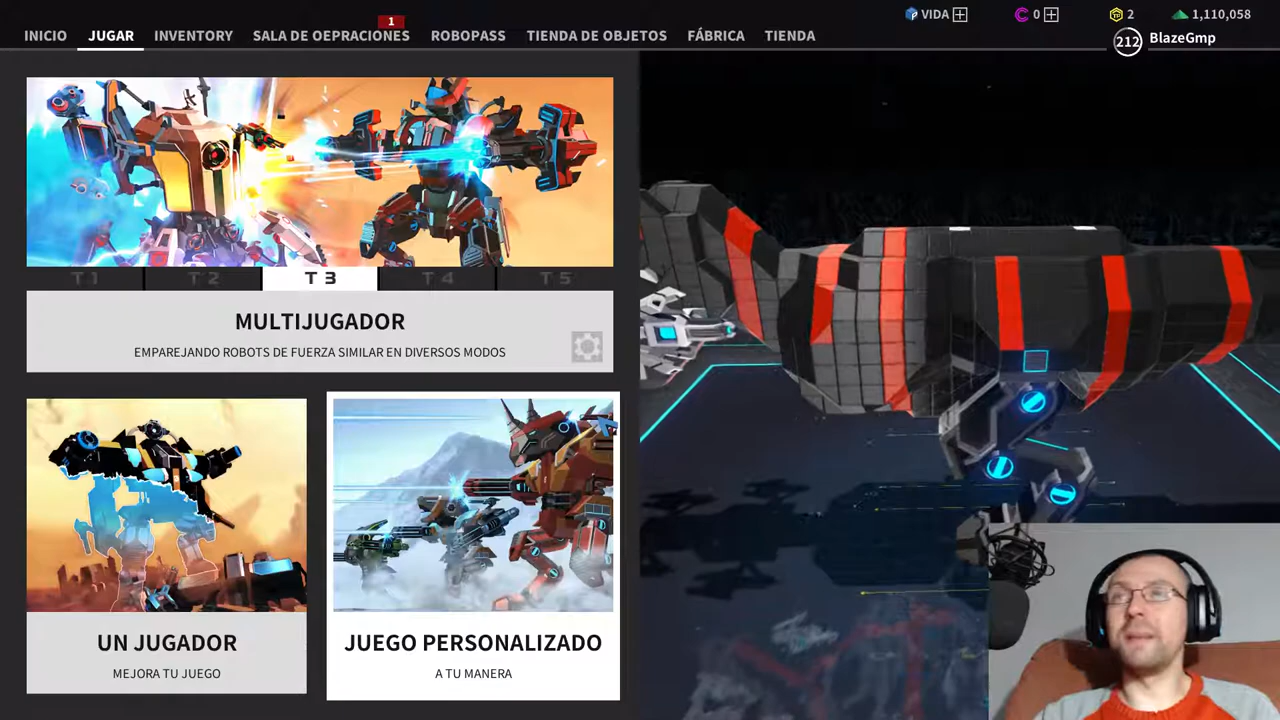 VIDA 0 2 1,110,058
1
INICIO JUGAR INVENTORY SALA DE OEPRACIONES ROBOPASS TIENDA DE OBJETOS FÁBRICA TIENDA
212 BlazeGmp
T1 T2 T3 T4 T5
MULTIJUGADOR
EMPAREJANDO ROBOTS DE FUERZA SIMILAR EN DIVERSOS MODOS
UN JUGADOR
MEJORA TU JUEGO
JUEGO PERSONALIZADO
A TU MANERA